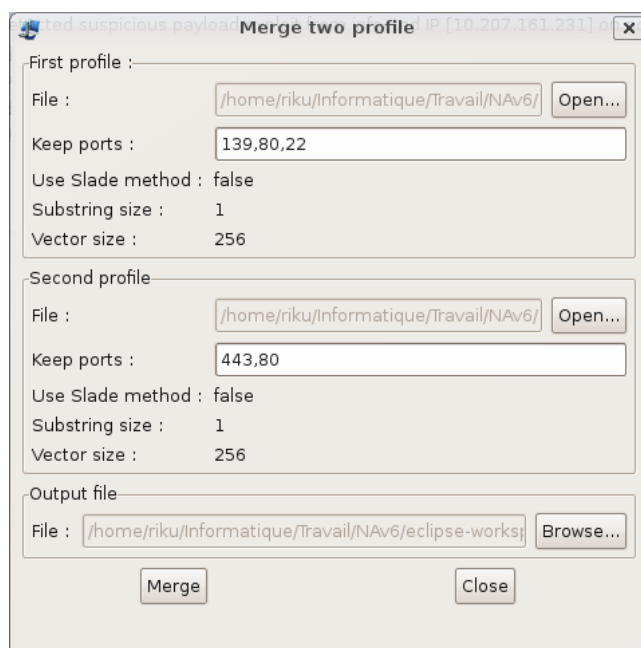 Merge two profile
First profile :
File : /home/riku/Informatique/Travail/NAv6/ Open...
Keep ports : 139,80,22
Use Slade method : false
Substring size : 1
Vector size : 256
Second profile
File : /home/riku/Informatique/Travail/NAv6/ Open...
Keep ports : 443,80
Use Slade method : false
Substring size : 1
Vector size : 256
Output file
File : /home/riku/Informatique/Travail/NAv6/eclipse-worksp Browse...
Merge Close